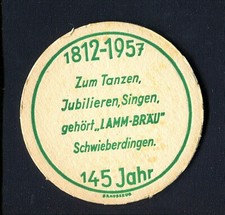 1812-1957
Zum Tanzen,
Jubilieren, Singen,
gehört „LAMM-BRÄU"
Schwieberdingen.
145 Jahr